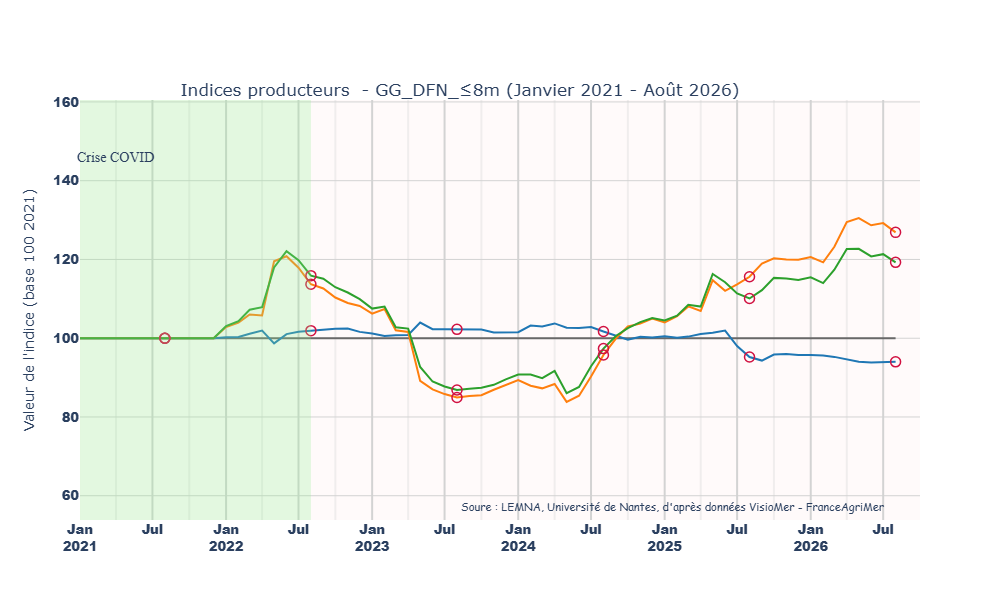 Indices producteurs - GG_DFN_≤8m (Janvier 2021 - Août 2026)
160
Crise COVID
140
120
100
80
60
Valeur de l'indice (base 100 2021)
Soure : LEMNA, Université de Nantes, d'après données VisioMer - FranceAgriMer
Jan Jul Jan Jul Jan Jul Jan Jul Jan Jul Jan Jul
2021 2022 2023 2024 2025 2026